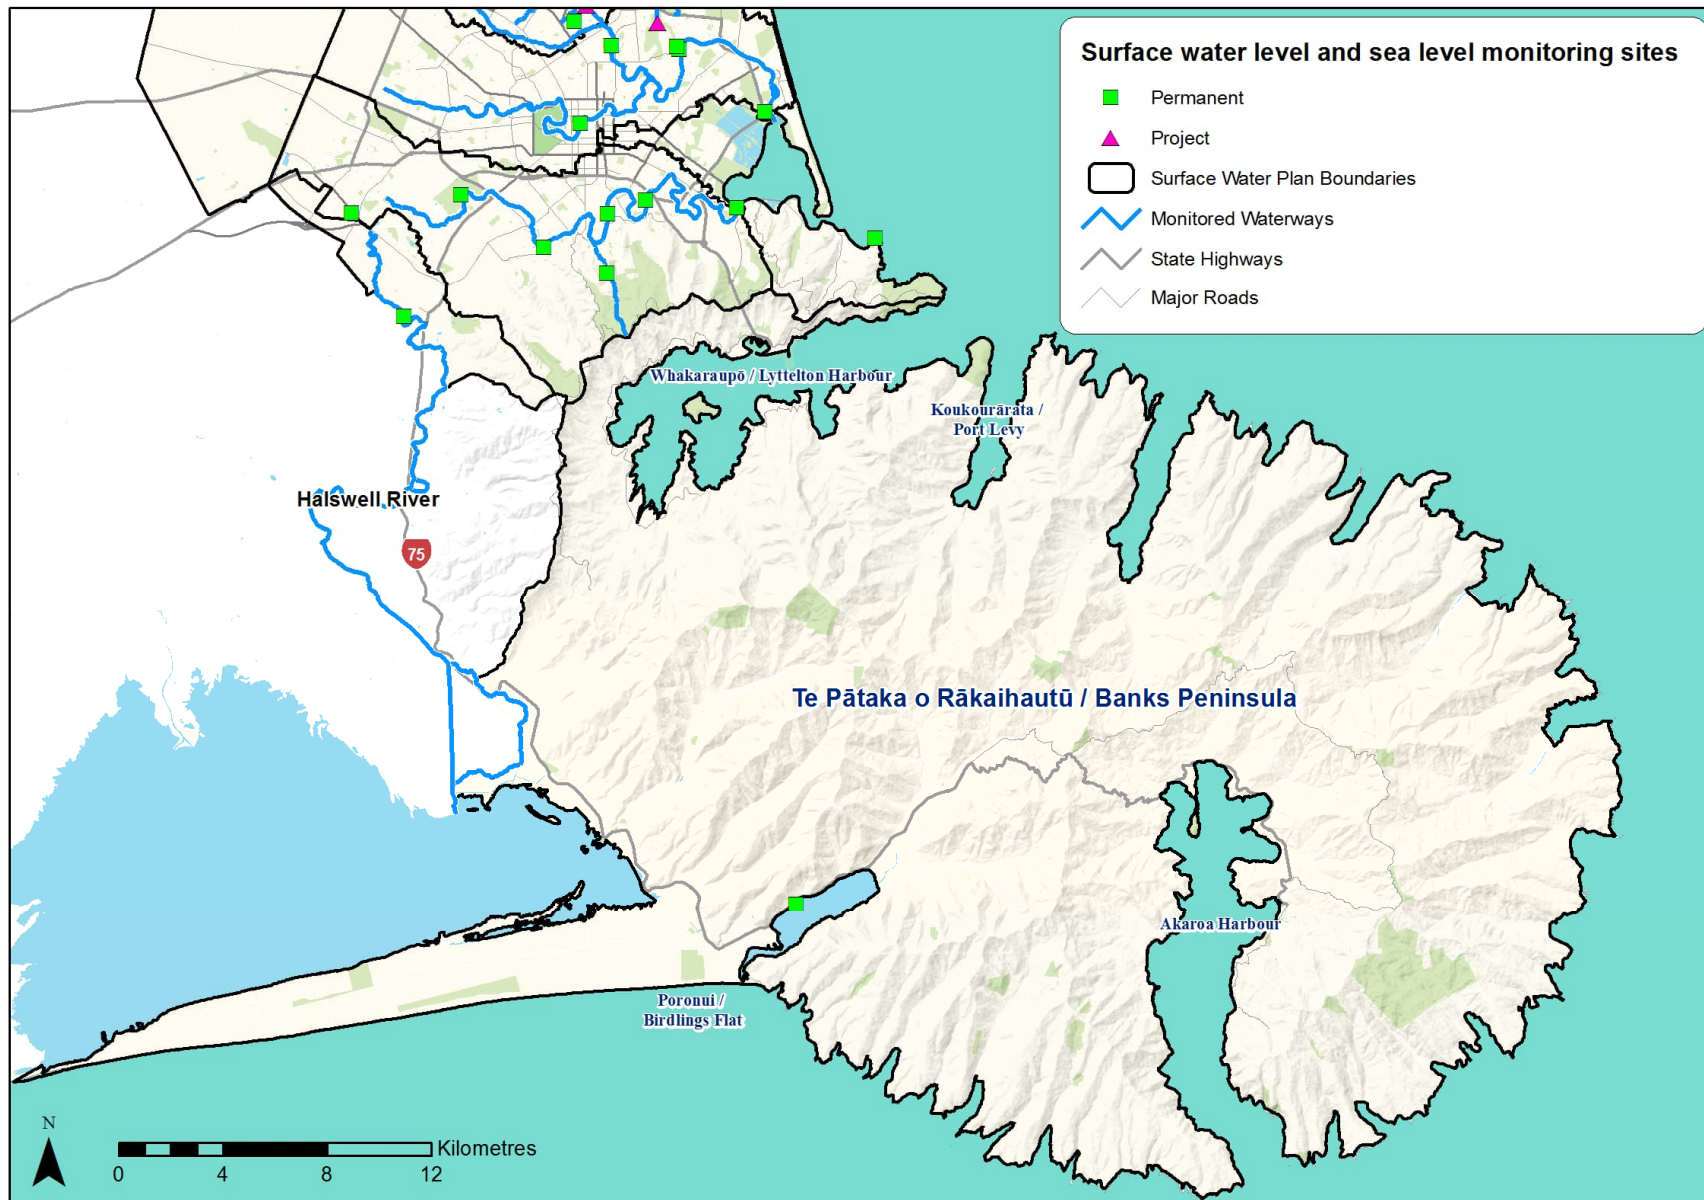 Surface water level and sea level monitoring sites
Permanent
Project
Surface Water Plan Boundaries
Monitored Waterways
State Highways
Major Roads
Whakaraupō / Lyttelton Harbour
Koukourārata /
Port Levy
Halswell River
75
Te Pātaka o Rākaihautū / Banks Peninsula
Akaroa Harbour
Poronui /
Birdlings Flat
N
Kilometres
0 4 8 12